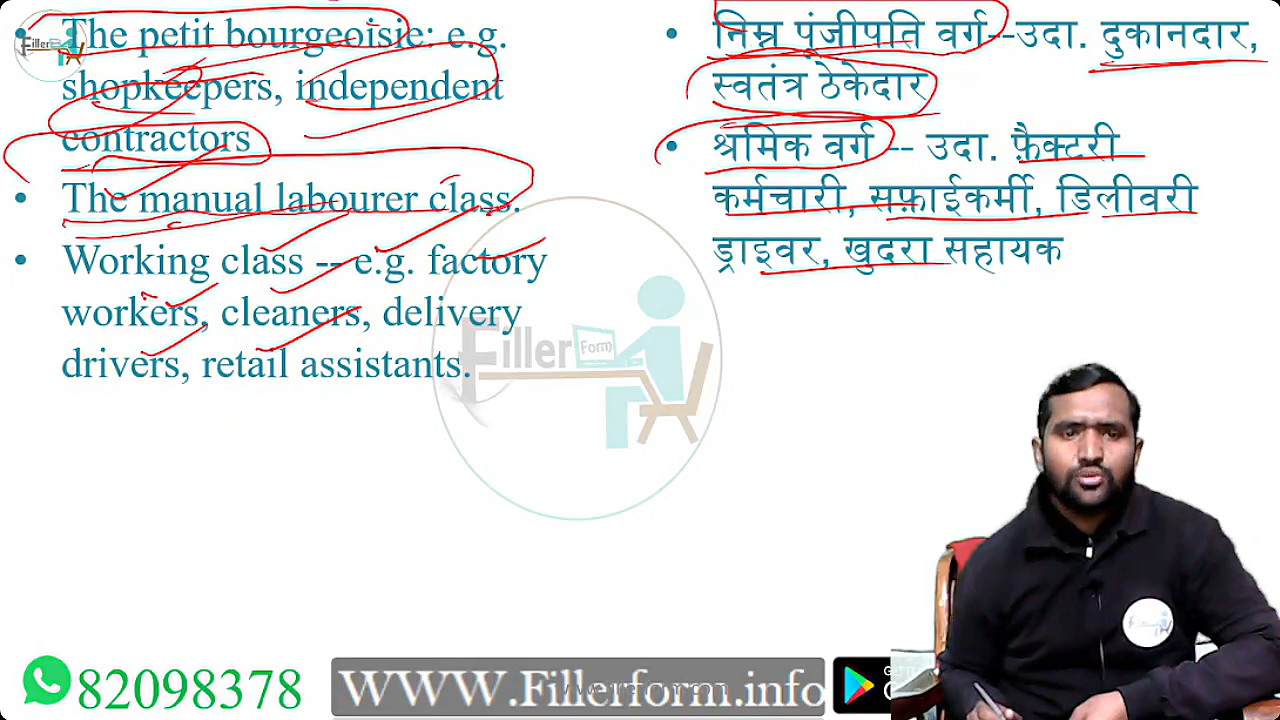 The petit bourgeoisie: e.g.
shopkeepers, independent
contractors
The manual labourer class.
Working class -- e.g. factory
workers, cleaners, delivery
drivers, retail assistants.
निम्न पूंजीपति वर्ग--उदा. दुकानदार,
स्वतंत्र ठेकेदार
श्रमिक वर्ग -- उदा. फ़ैक्टरी
कर्मचारी, सफ़ाईकर्मी, डिलीवरी
ड्राइवर, खुदरा सहायक
Filler Form
82098378
WWW.Fillerform.info